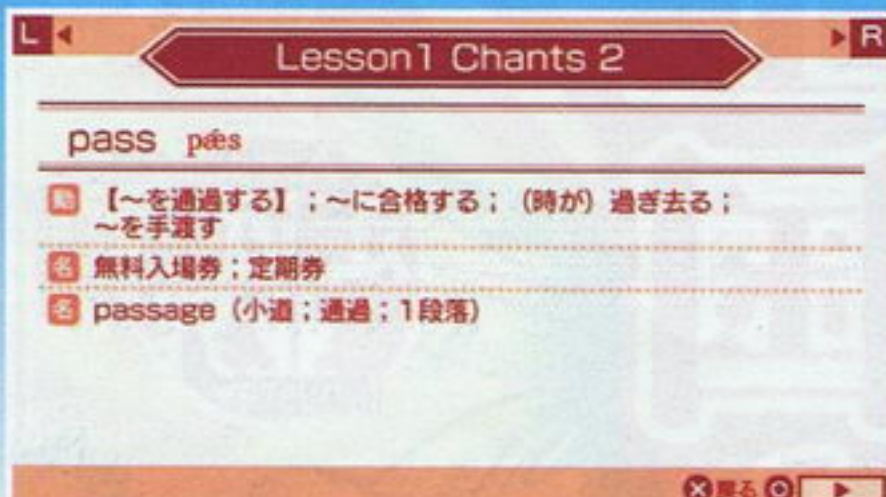 L R
Lesson1 Chants 2
pass pǽs
動 【～を通過する】；～に合格する；（時が）過ぎ去る；
～を手渡す
名 無料入場券；定期券
名 passage（小道；通過；1段落）
戻る